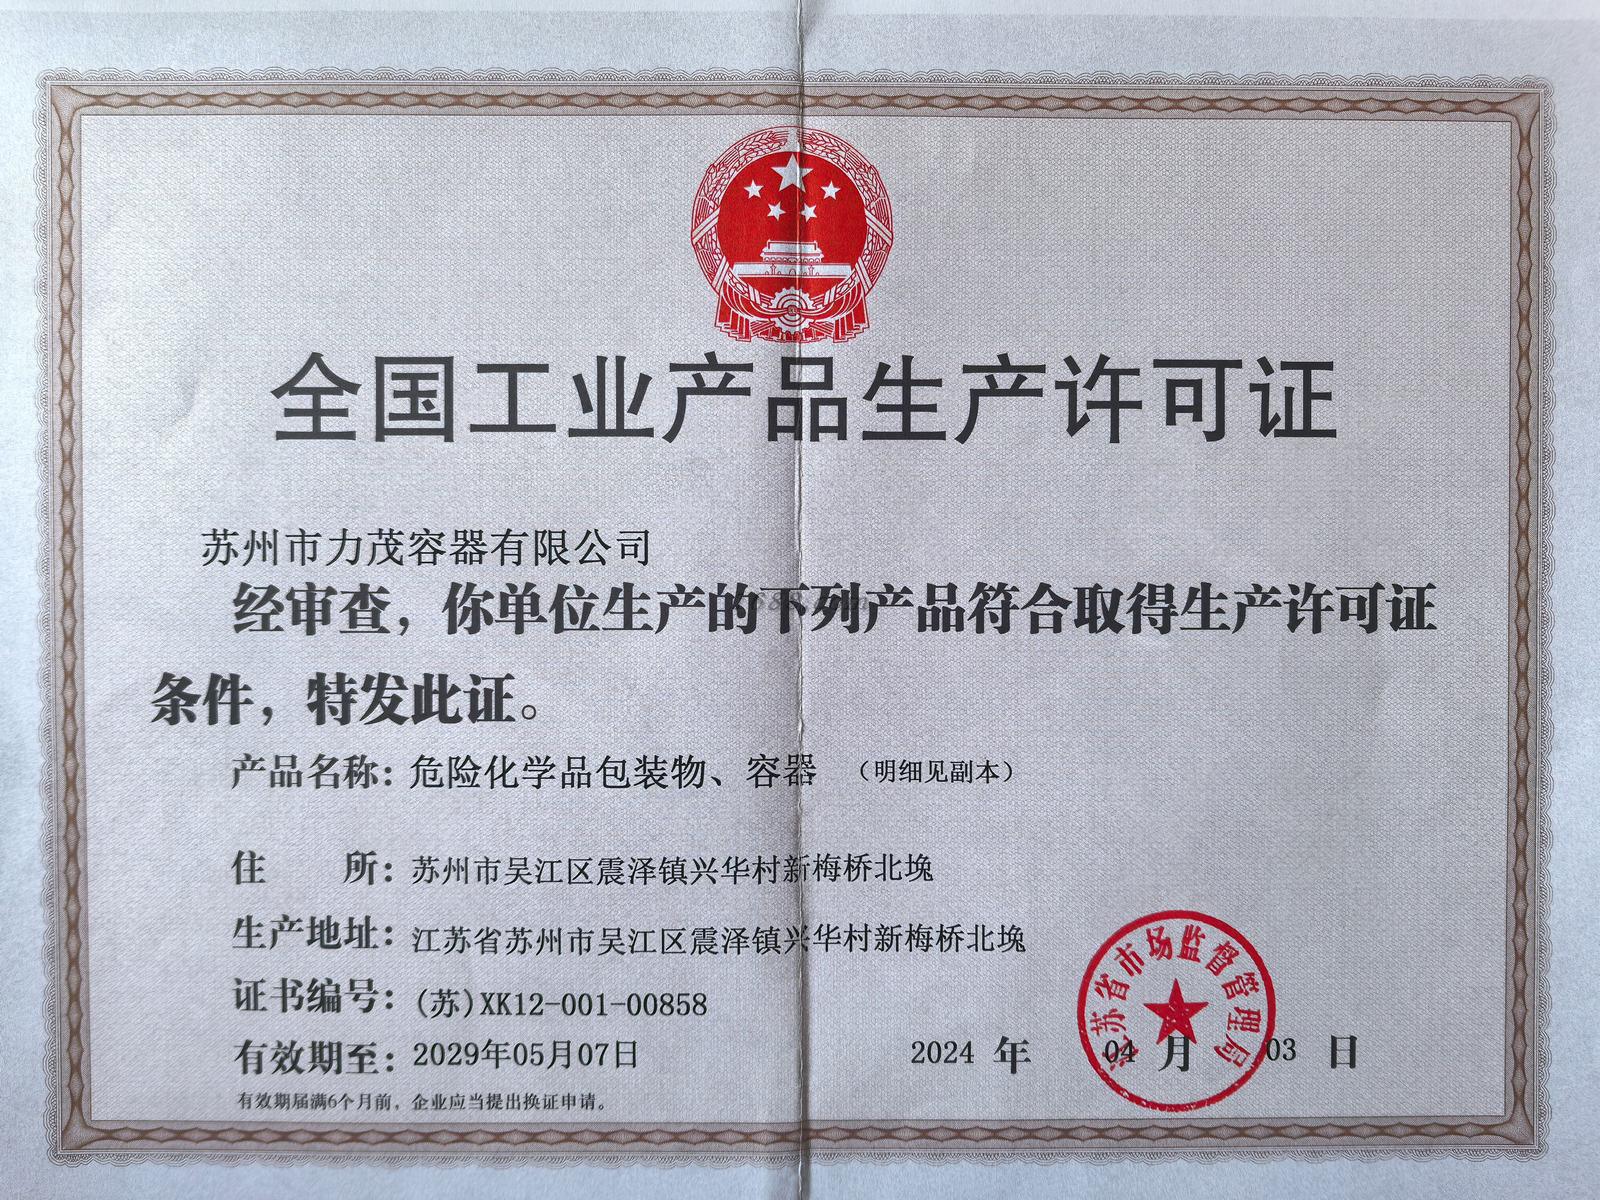 全国工业产品生产许可证
苏州市力茂容器有限公司
经审查，你单位生产的下列产品符合取得生产许可证
条件，特发此证。
产品名称：危险化学品包装物、容器 （明细见副本）
住 所：苏州市吴江区震泽镇兴华村新梅桥北堍
生产地址：江苏省苏州市吴江区震泽镇兴华村新梅桥北堍
证书编号：(苏)XK12-001-00858
有效期至：2029年05月07日
2024 年 04 月 03 日
有效期届满6个月前，企业应当提出换证申请。
江苏省市场监督管理局